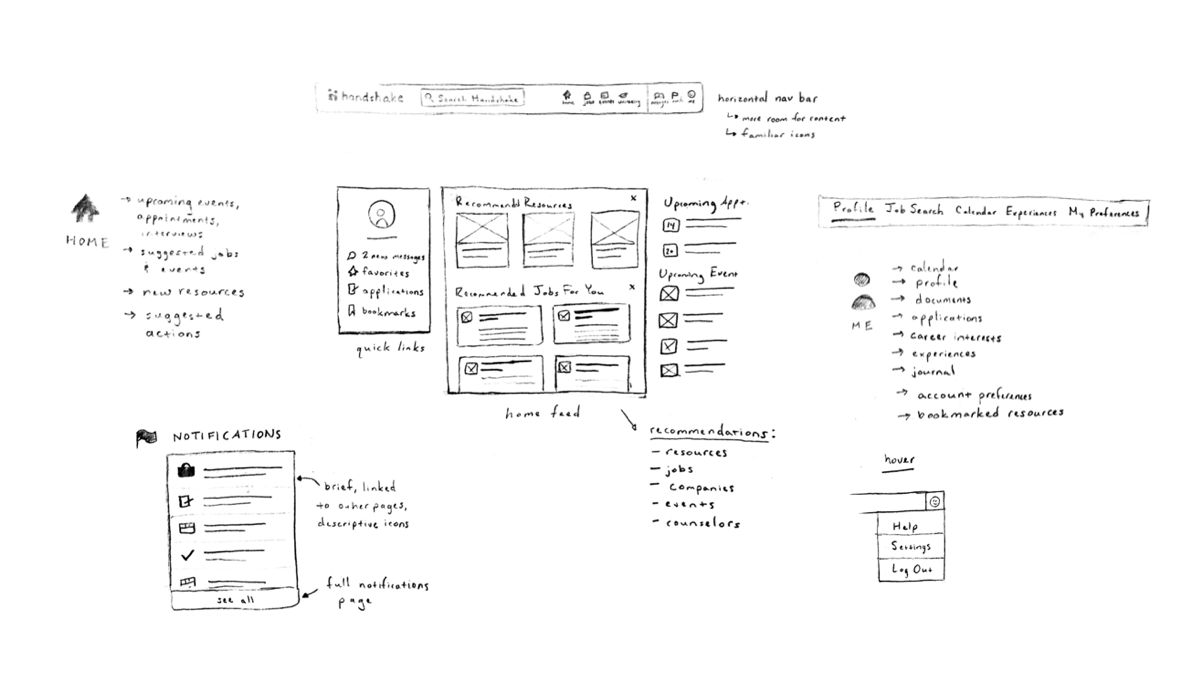 handshake
Search Handshake
home jobs events
me
horizontal nav bar
↳ more room for content
↳ familiar icons
HOME
→ upcoming events,
appointments,
interviews
→ suggested jobs
& events
→ new resources
→ suggested
actions
2 new messages
favorites
applications
bookmarks
quick links
Recommended Resources x
Recommended Jobs For You x
home feed
Upcoming Appt.
14
20
Upcoming Event
recommendations:
- resources
- jobs
- companies
- events
- counselors
Profile Job Search Calendar Experiences My Preferences
ME
→ calendar
→ profile
→ documents
→ applications
→ career interests
→ experiences
→ journal
→ account preferences
→ bookmarked resources
hover
Help
Settings
Log Out
NOTIFICATIONS
see all
brief, linked
to other pages,
descriptive icons
full notifications
page